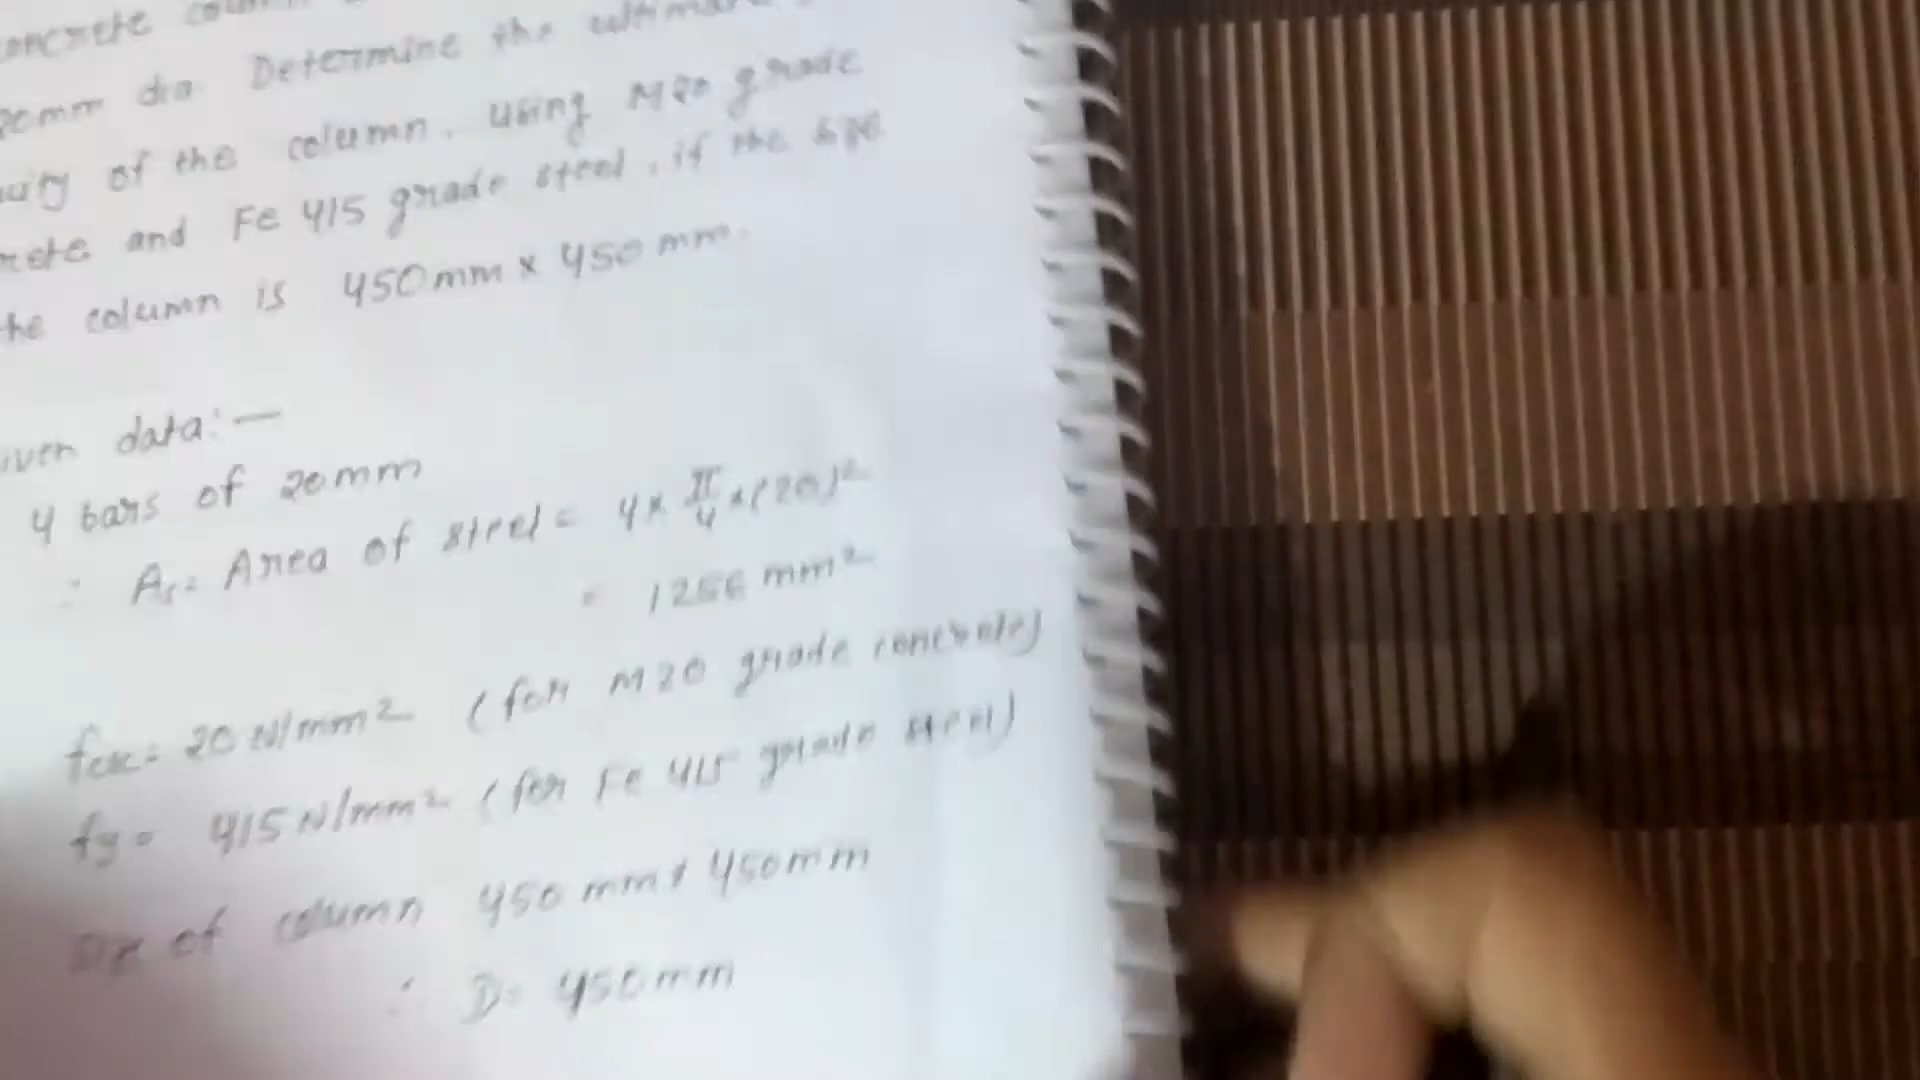 concrete
20mm dia. Determine the ultimate
of the column, using M20 grade
and Fe 415 grade steel, if the
the column is 450mm x 450 mm.
data:—
4 bars of 20mm
∴ As= Area of steel = 4 x π/4 x (20)²
= 1256 mm²
fck= 20 N/mm² (for M20 grade concrete)
fy= 415 N/mm² (for Fe 415 grade steel)
of column 450 mm x 450mm
∴ D= 450mm